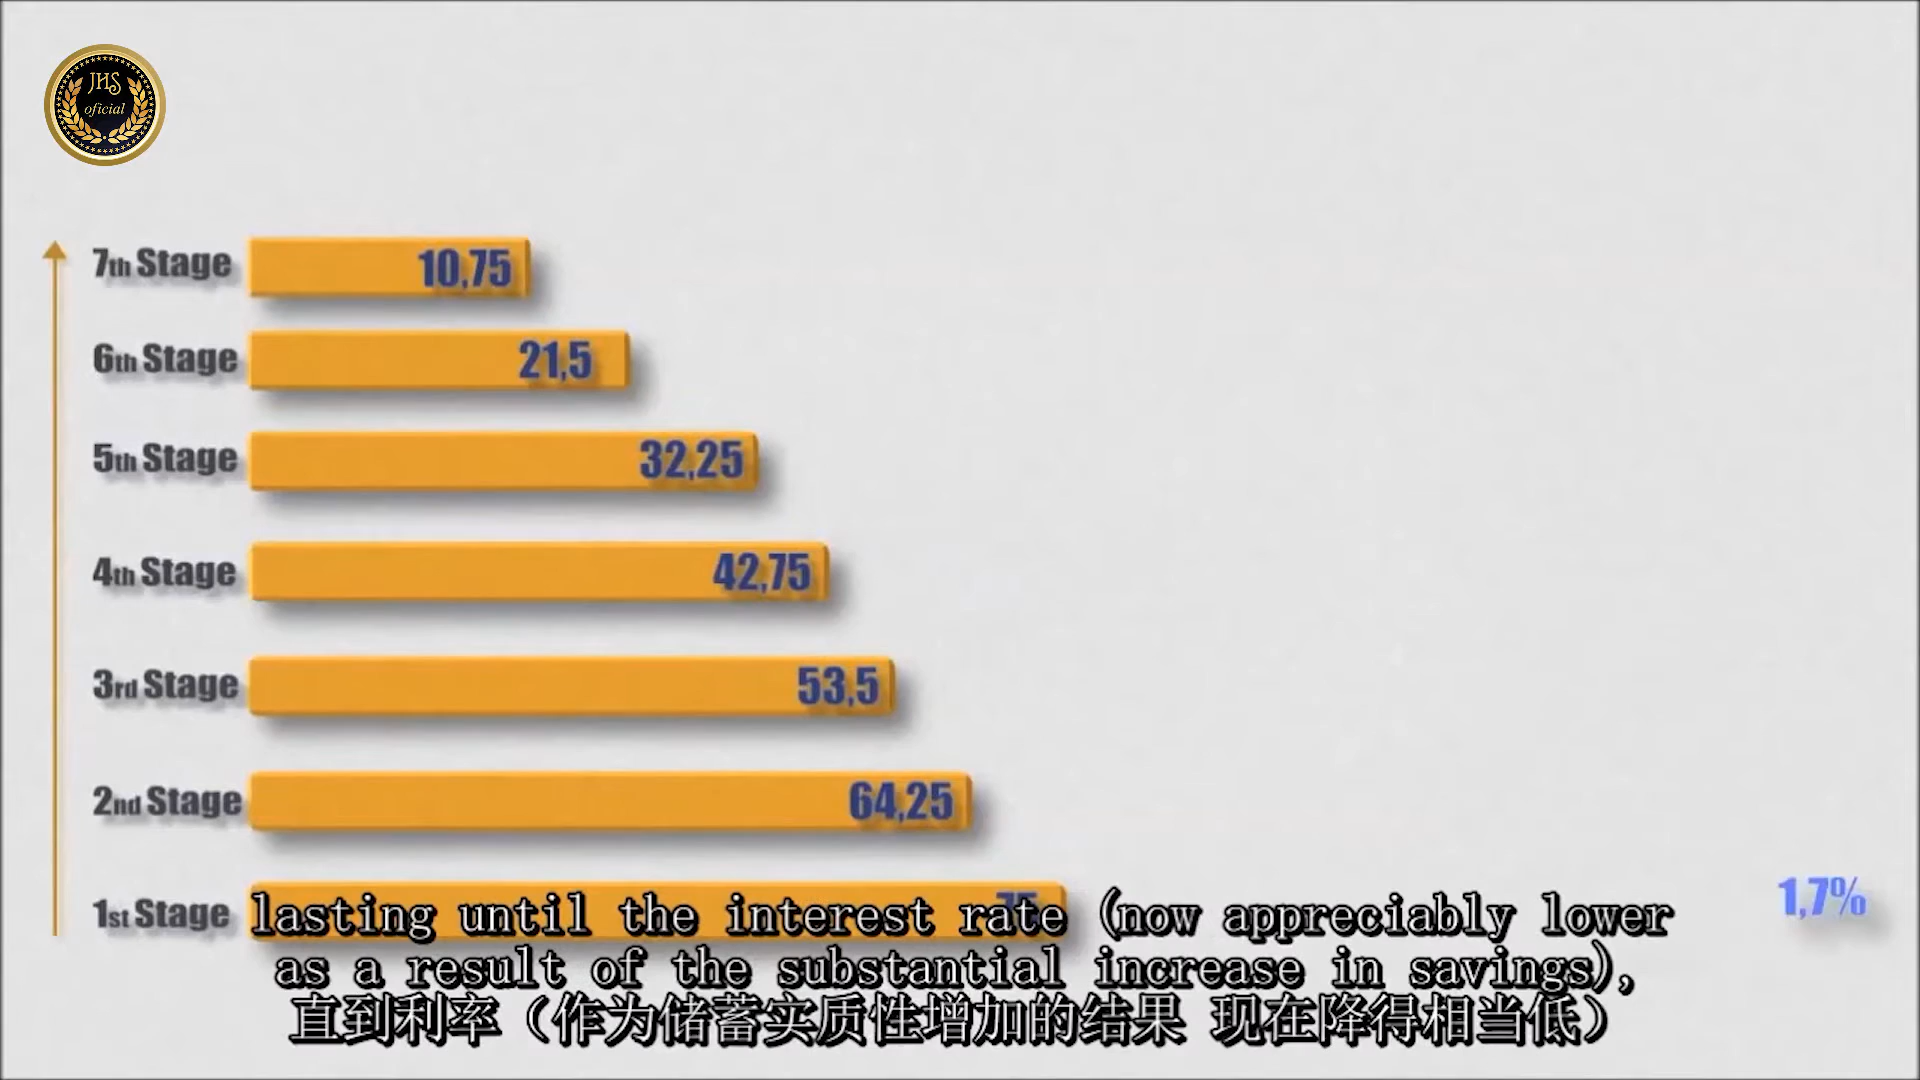 JHS
oficial
7th Stage 10,75
6th Stage 21,5
5th Stage 32,25
4th Stage 42,75
3rd Stage 53,5
2nd Stage 64,25
1st Stage 75
1,7%
lasting until the interest rate (now appreciably lower
as a result of the substantial increase in savings),
直到利率（作为储蓄实质性增加的结果 现在降得相当低）